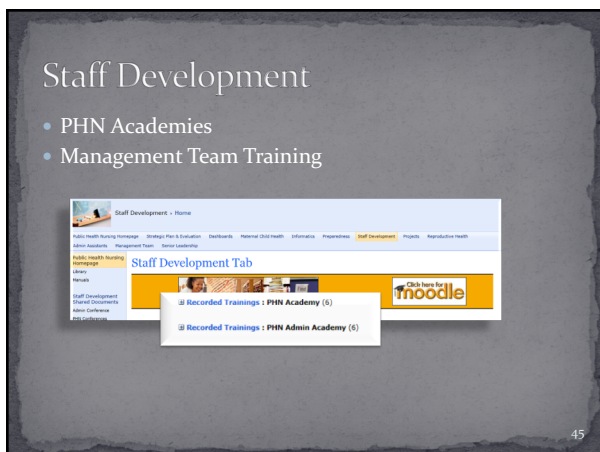 Staff Development
PHN Academies
Management Team Training
Staff Development > Home
Public Health Nursing Homepage Strategic Plan & Evaluation Dashboards Maternal Child Health Informatics Preparedness Staff Development Projects Reproductive Health
Admin Assistants Management Team Senior Leadership
Public Health Nursing
Homepage
Library
Manuals
Staff Development
Shared Documents
Admin Conference
PHN Conferences
Staff Development Tab
Click here for
moodle
Recorded Trainings : PHN Academy (6)
Recorded Trainings : PHN Admin Academy (6)
45